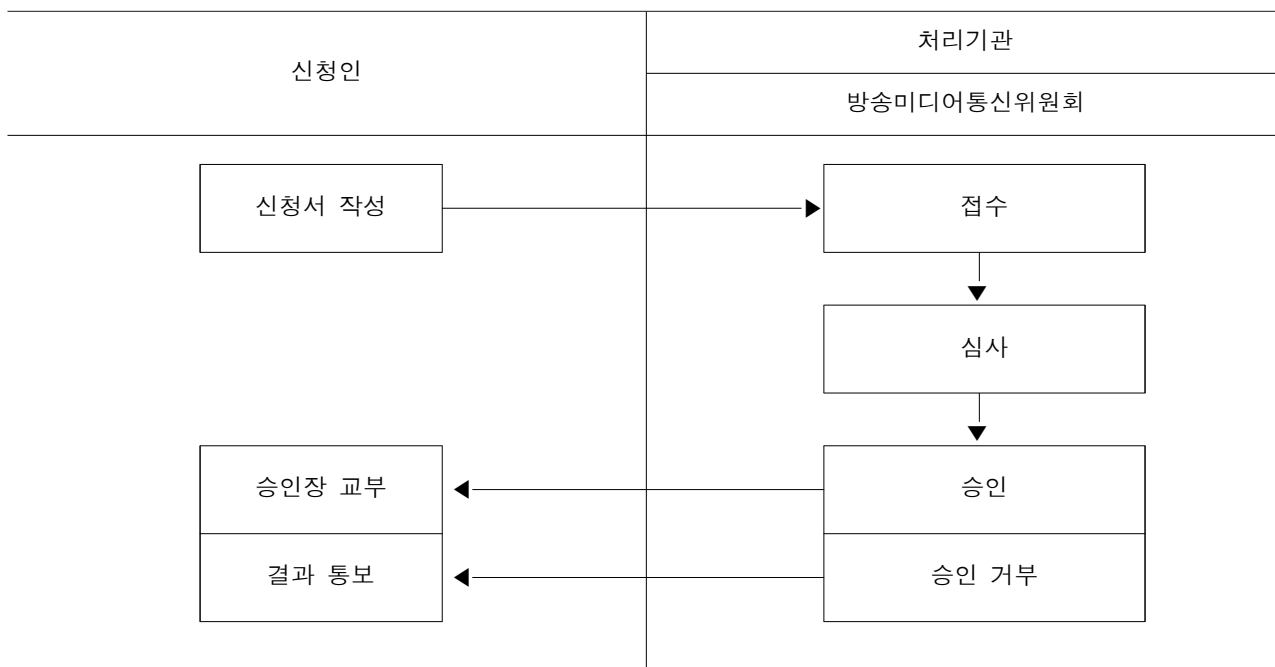 신청인
처리기관
방송미디어통신위원회
신청서 작성
접수
심사
승인장 교부
승인
결과 통보
승인 거부